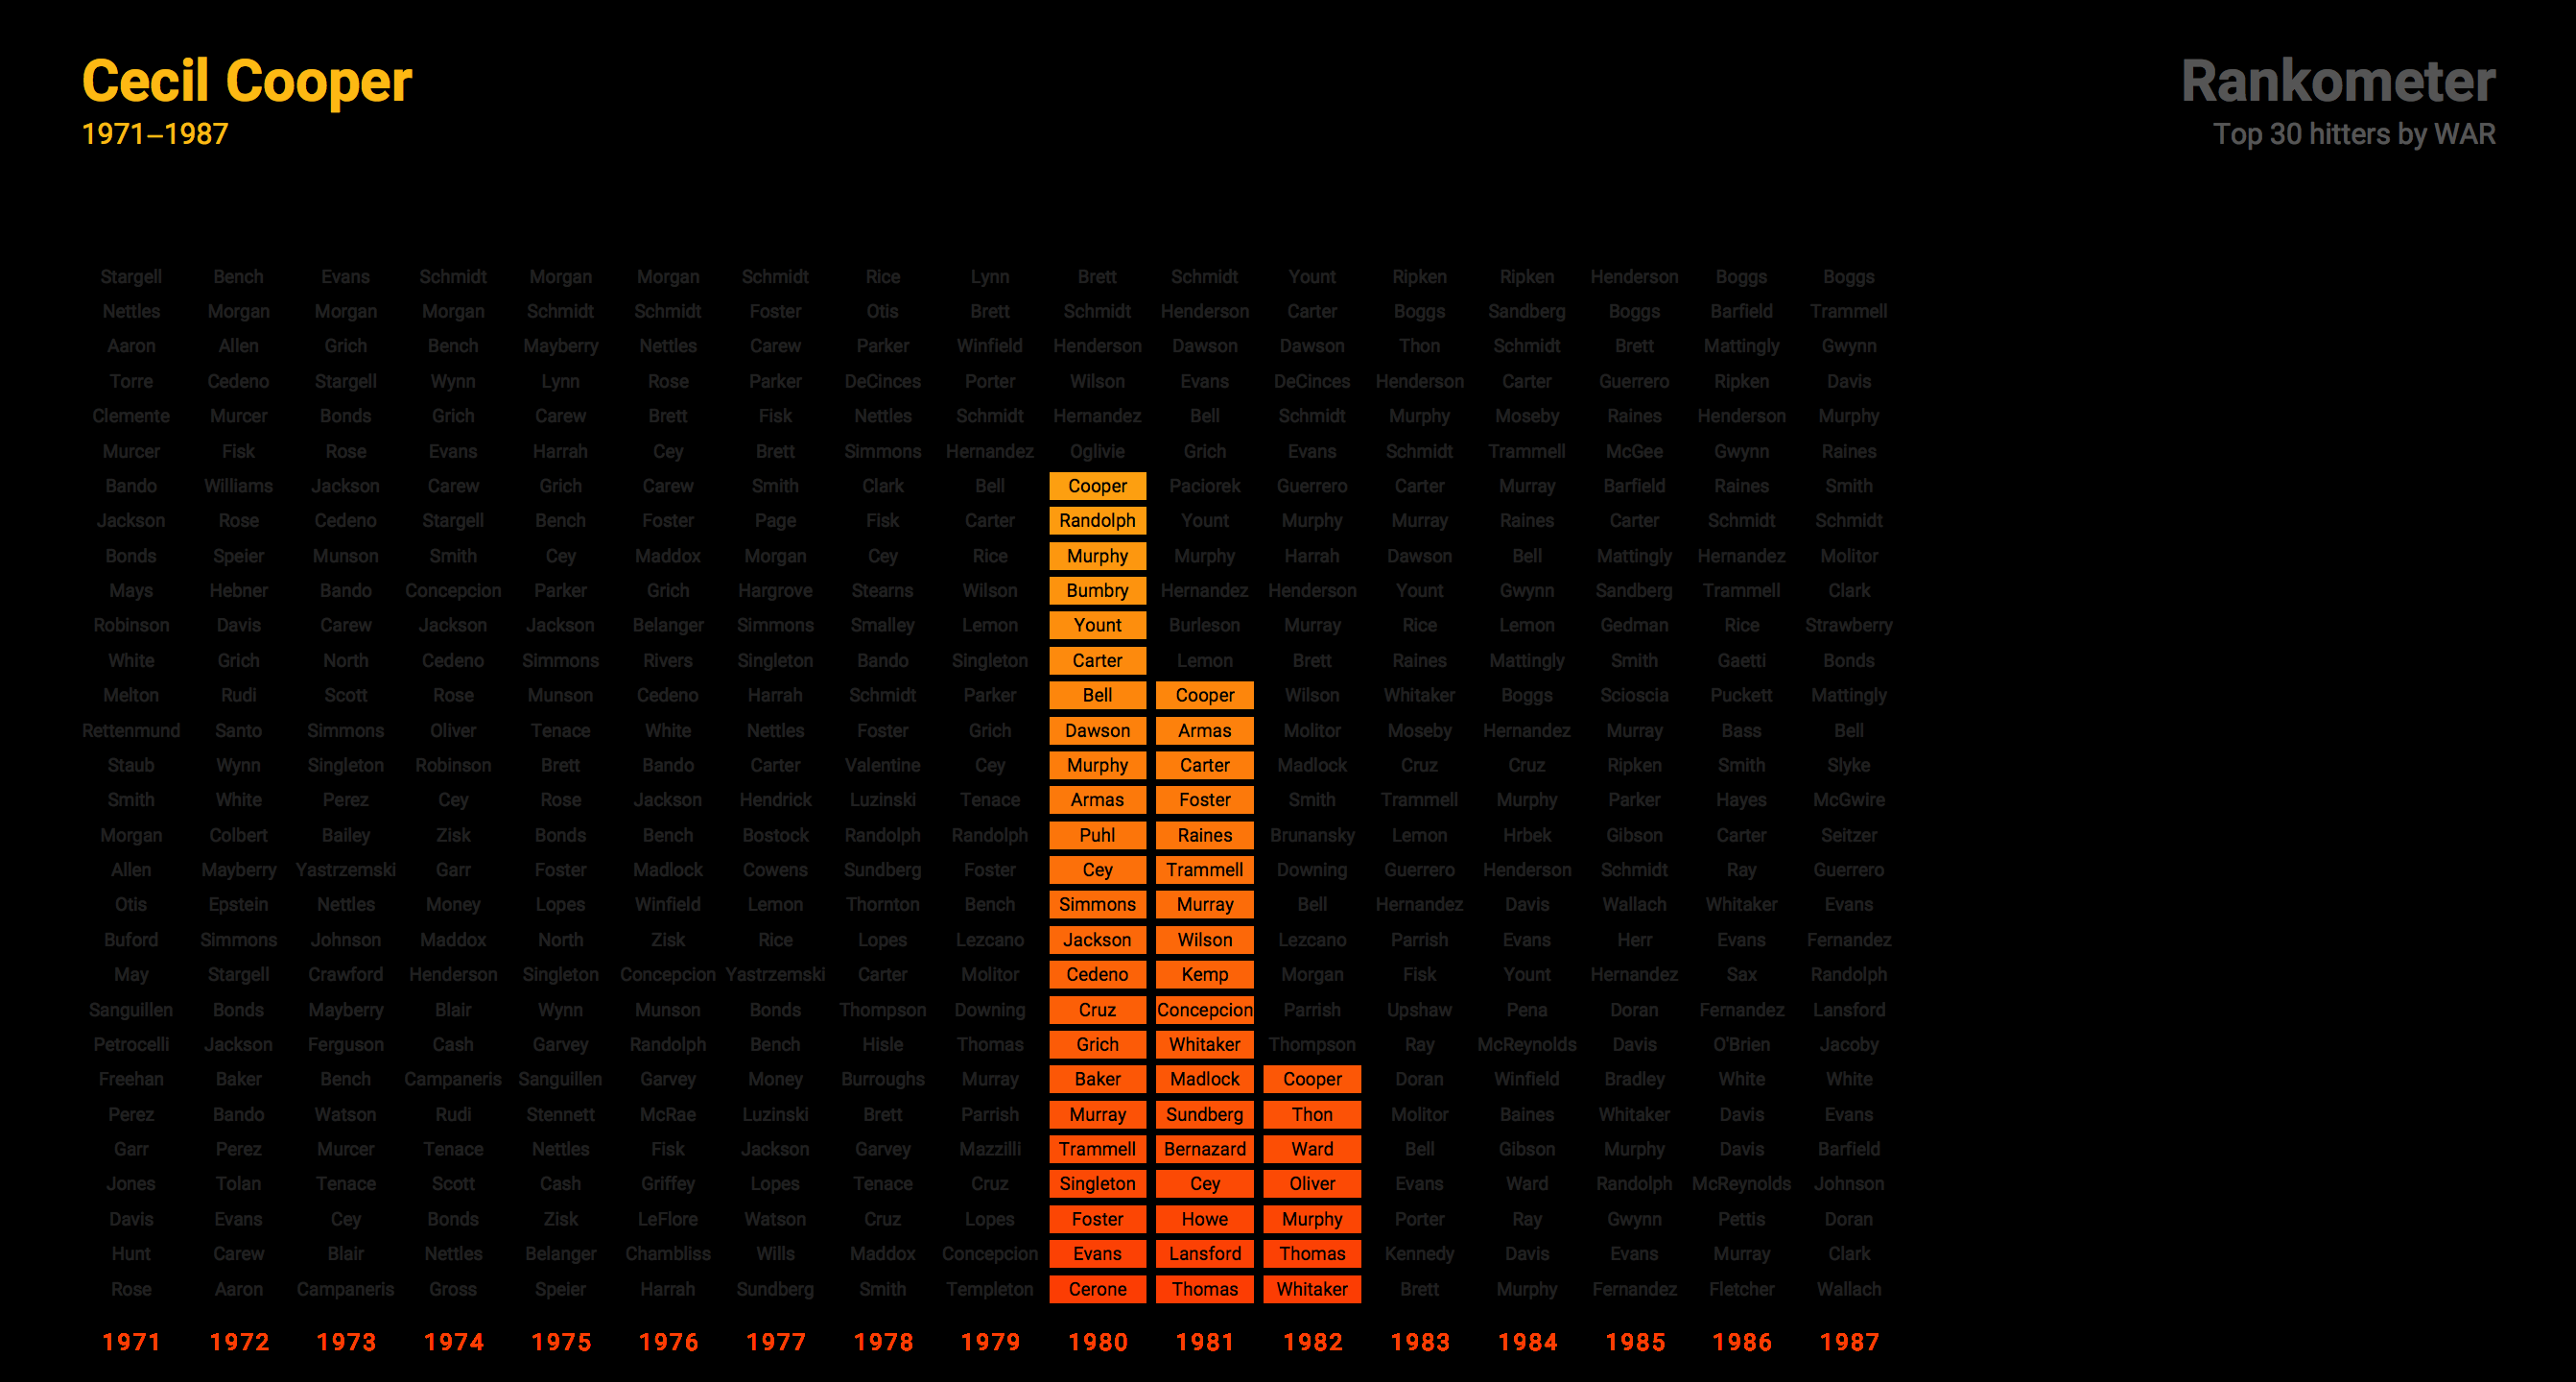 Cecil Cooper
1971–1987
Rankometer
Top 30 hitters by WAR
Stargell Bench Evans Schmidt Morgan Morgan Schmidt Rice Lynn Brett Schmidt Yount Ripken Ripken Henderson Boggs Boggs
Nettles Morgan Morgan Morgan Schmidt Schmidt Foster Otis Brett Schmidt Henderson Carter Boggs Sandberg Boggs Barfield Trammell
Aaron Allen Grich Bench Mayberry Nettles Carew Parker Winfield Henderson Dawson Dawson Thon Schmidt Brett Mattingly Gwynn
Torre Cedeno Stargell Wynn Lynn Rose Parker DeCinces Porter Wilson Evans DeCinces Henderson Carter Guerrero Ripken Davis
Clemente Murcer Bonds Grich Carew Brett Fisk Nettles Schmidt Hernandez Bell Schmidt Murphy Moseby Raines Henderson Murphy
Murcer Fisk Rose Evans Harrah Cey Brett Simmons Hernandez Oglivie Grich Evans Schmidt Trammell McGee Gwynn Raines
Bando Williams Jackson Carew Grich Carew Smith Clark Bell Cooper Paciorek Guerrero Carter Murray Barfield Raines Smith
Jackson Rose Cedeno Stargell Bench Foster Page Fisk Carter Randolph Yount Murphy Murray Raines Carter Schmidt Schmidt
Bonds Speier Munson Smith Cey Maddox Morgan Cey Rice Murphy Murphy Harrah Dawson Bell Mattingly Hernandez Molitor
Mays Hebner Bando Concepcion Parker Grich Hargrove Stearns Wilson Bumbry Hernandez Henderson Yount Gwynn Sandberg Trammell Clark
Robinson Davis Carew Jackson Jackson Belanger Simmons Smalley Lemon Yount Burleson Murray Rice Lemon Gedman Rice Strawberry
White Grich North Cedeno Simmons Rivers Singleton Bando Singleton Carter Lemon Brett Raines Mattingly Smith Gaetti Bonds
Melton Rudi Scott Rose Munson Cedeno Harrah Schmidt Parker Bell Cooper Wilson Whitaker Boggs Scioscia Puckett Mattingly
Rettenmund Santo Simmons Oliver Tenace White Nettles Foster Grich Dawson Armas Molitor Moseby Hernandez Murray Bass Bell
Staub Wynn Singleton Robinson Brett Bando Carter Valentine Cey Murphy Carter Madlock Cruz Cruz Ripken Smith Slyke
Smith White Perez Cey Rose Jackson Hendrick Luzinski Tenace Armas Foster Smith Trammell Murphy Parker Hayes McGwire
Morgan Colbert Bailey Zisk Bonds Bench Bostock Randolph Randolph Puhl Raines Brunansky Lemon Hrbek Gibson Carter Seitzer
Allen Mayberry Yastrzemski Garr Foster Madlock Cowens Sundberg Foster Cey Trammell Downing Guerrero Henderson Schmidt Ray Guerrero
Otis Epstein Nettles Money Lopes Winfield Lemon Thornton Bench Simmons Murray Bell Hernandez Davis Wallach Whitaker Evans
Buford Simmons Johnson Maddox North Zisk Rice Lopes Lezcano Jackson Wilson Lezcano Parrish Evans Herr Evans Fernandez
May Stargell Crawford Henderson Singleton Concepcion Yastrzemski Carter Molitor Cedeno Kemp Morgan Fisk Yount Hernandez Sax Randolph
Sanguillen Bonds Mayberry Blair Wynn Munson Bonds Thompson Downing Cruz Concepcion Parrish Upshaw Pena Doran Fernandez Lansford
Petrocelli Jackson Ferguson Cash Garvey Randolph Bench Hisle Thomas Grich Whitaker Thompson Ray McReynolds Davis O'Brien Jacoby
Freehan Baker Bench Campaneris Sanguillen Garvey Money Burroughs Murray Baker Madlock Cooper Doran Winfield Bradley White White
Perez Bando Watson Rudi Stennett McRae Luzinski Brett Parrish Murray Sundberg Thon Molitor Baines Whitaker Davis Evans
Garr Perez Murcer Tenace Nettles Fisk Jackson Garvey Mazzilli Trammell Bernazard Ward Bell Gibson Murphy Davis Barfield
Jones Tolan Tenace Scott Cash Griffey Lopes Tenace Cruz Singleton Cey Oliver Evans Ward Randolph McReynolds Johnson
Davis Evans Cey Bonds Zisk LeFlore Watson Cruz Lopes Foster Howe Murphy Porter Ray Gwynn Pettis Doran
Hunt Carew Blair Nettles Belanger Chambliss Wills Maddox Concepcion Evans Lansford Thomas Kennedy Davis Evans Murray Clark
Rose Aaron Campaneris Gross Speier Harrah Sundberg Smith Templeton Cerone Thomas Whitaker Brett Murphy Fernandez Fletcher Wallach
1971 1972 1973 1974 1975 1976 1977 1978 1979 1980 1981 1982 1983 1984 1985 1986 1987